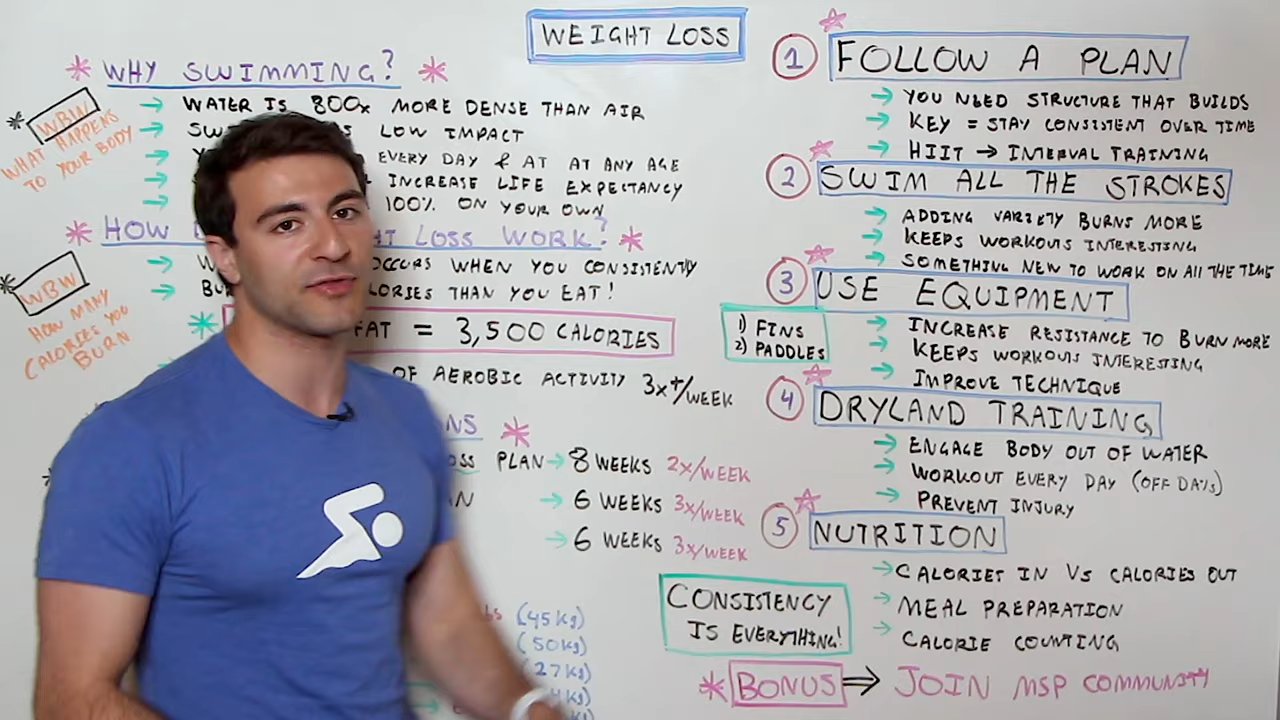 WEIGHT LOSS
* WHY SWIMMING? *
* WBW
WHAT HAPPENS
TO YOUR BODY
→ WATER IS 800x MORE DENSE THAN AIR
→ LOW IMPACT
→ EVERY DAY & AT AT ANY AGE
→ INCREASE LIFE EXPECTANCY
→ 100% ON YOUR OWN
* HOW LOSS WORK? *
* WBW
HOW MANY
CALORIES YOU
BURN
→ OCCURS WHEN YOU CONSISTENTLY
→ THAN YOU EAT!
* FAT = 3,500 CALORIES
OF AEROBIC ACTIVITY 3x+/WEEK
*
PLAN → 8 WEEKS 2x/WEEK
→ 6 WEEKS 3x/WEEK
→ 6 WEEKS 3x/WEEK
(45kg)
(50kg)
(27kg)
1 FOLLOW A PLAN
→ YOU NEED STRUCTURE THAT BUILDS
→ KEY = STAY CONSISTENT OVER TIME
→ HIIT → INTERVAL TRAINING
2 SWIM ALL THE STROKES
→ ADDING VARIETY BURNS MORE
→ KEEPS WORKOUTS INTERESTING
→ SOMETHING NEW TO WORK ON ALL THE TIME
3 USE EQUIPMENT
1) FINS
2) PADDLES
→ INCREASE RESISTANCE TO BURN MORE
→ KEEPS WORKOUTS INTERESTING
→ IMPROVE TECHNIQUE
4 DRYLAND TRAINING
→ ENGAGE BODY OUT OF WATER
→ WORKOUT EVERY DAY (OFF DAYS)
→ PREVENT INJURY
5 NUTRITION
→ CALORIES IN VS CALORIES OUT
→ MEAL PREPARATION
→ CALORIE COUNTING
CONSISTENCY
IS EVERYTHING!
* BONUS ⇒ JOIN MSP COMMUNITY